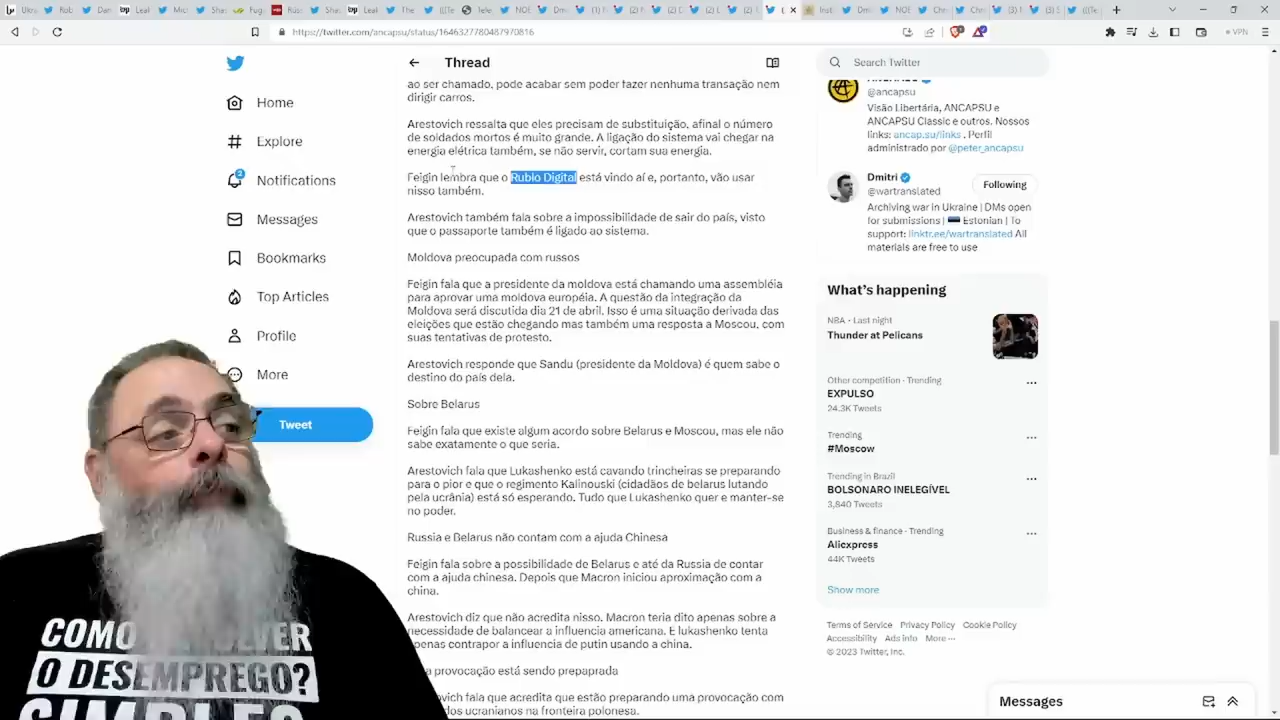 https://twitter.com/ancapsu/status/1646327780487970816
VPN
Home
Explore
2
Notifications
Messages
Bookmarks
Top Articles
Profile
More
Tweet
Thread
ao ser chamado, pode acabar sem poder fazer nenhuma transação nem
dirigir carros.
Arestovich ressalta que eles precisam de substituição, afinal o número
de soldados mortos é muito grande. A ligação do sistema vai chegar na
energia elétrica também, se não servir, cortam sua energia.
Feigin lembra que o Rublo Digital está vindo aí e, portanto, vão usar
nisso também.
Arestovich também fala sobre a impossibilidade de sair do país, visto
que o passaporte também é ligado ao sistema.
Moldova preocupada com russos
Feigin fala que a presidente da moldova está chamando uma assembléia
para aprovar uma moldova européia. A questão da integração da
Moldova será discutida dia 21 de abril. Isso é uma situação derivada das
eleições que estão chegando mas também uma resposta a Moscou, com
suas tentativas de protesto.
Arestovich responde que Sandu (presidente da Moldova) é quem sabe o
destino do país dela.
Sobre Belarus
Feigin fala que existe algum acordo sobre Belarus e Moscou, mas ele não
sabe exatamente o que seria.
Arestovich fala que Lukashenko está cavando trincheiras se preparando
para o pior e que o regimento Kalinouski (cidadãos de belarus lutando
pela ucrânia) está só esperando. Tudo que Lukashenko quer e manter-se
no poder.
Russia e Belarus não contam com a ajuda Chinesa
Feigin fala sobre a possibilidade de Belarus e até da Russia de contar
com a ajuda chinesa. Depois que Macron iniciou aproximação com a
china.
Arestovich diz que não acredita nisso. Macron teria dito apenas sobre a
necessidade de balancear a influencia americana. E lukashenko tenta
apenas contrapor a influencia de putin usando a china.
provocação está sendo prepaprada
fala que acredita que estão preparando uma provocação com
ucranianos na fronteira polonesa.
Search Twitter
@ancapsu
Visão Libertária, ANCAPSU e
ANCAPSU Classic e outros. Nossos
links: ancap.su/links . Perfil
administrado por @peter_ancapsu
Dmitri
@wartranslated
Following
Archiving war in Ukraine | DMs open
for submissions | Estonian | To
support: linktr.ee/wartranslated All
materials are free to use
What's happening
NBA · Last night
Thunder at Pelicans
Other competition · Trending
EXPULSO
24.3K Tweets
Trending
#Moscow
Trending in Brazil
BOLSONARO INELEGÍVEL
3,840 Tweets
Business & finance · Trending
Aliexpress
44K Tweets
Show more
Terms of Service Privacy Policy Cookie Policy
Accessibility Ads info More ···
© 2023 Twitter, Inc.
Messages
O DESEMPREGO?